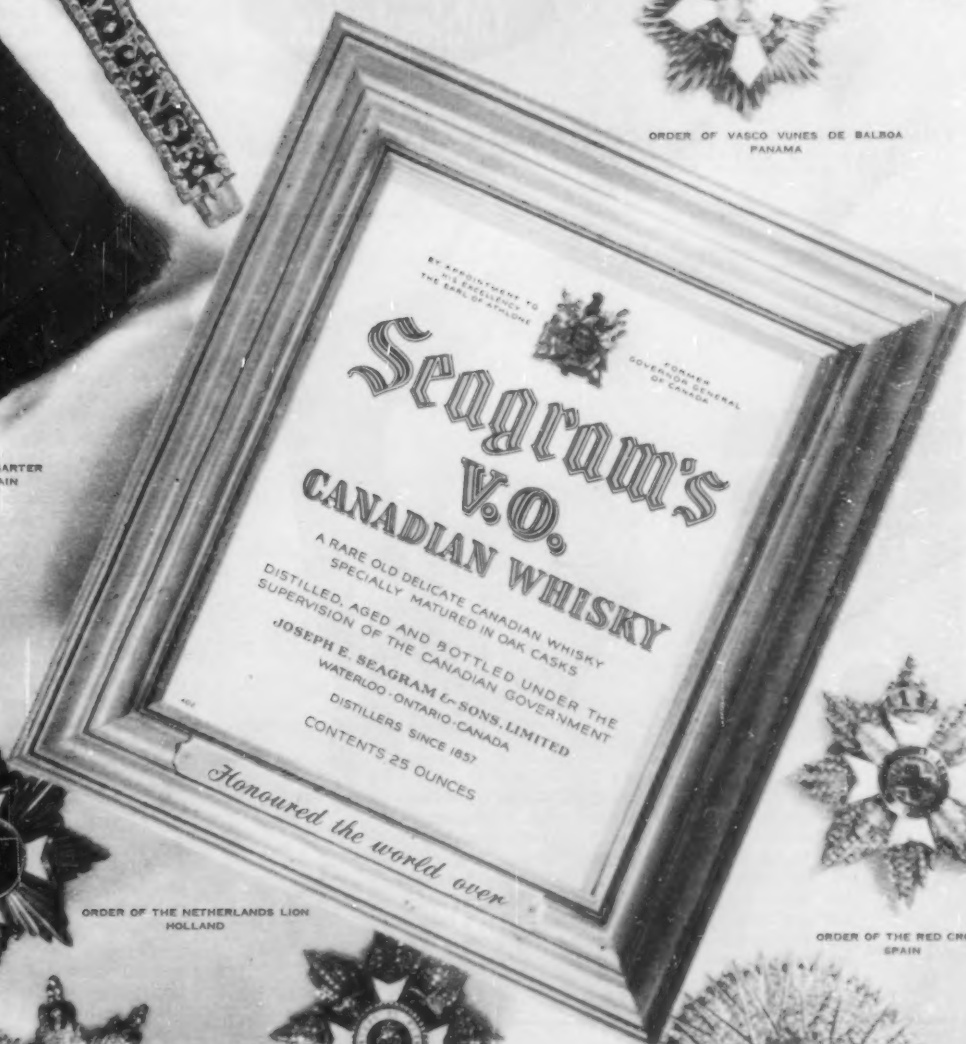 YDENSE
ORDER OF VASCO VUNES DE BALBOA
PANAMA
BY APPOINTMENT TO
HIS EXCELLENCY
THE EARL OF ATHLONE
FORMER
GOVERNOR GENERAL
OF CANADA
Seagram's
V.O.
CANADIAN WHISKY
A RARE OLD DELICATE CANADIAN WHISKY
SPECIALLY MATURED IN OAK CASKS
DISTILLED, AGED AND BOTTLED UNDER THE
SUPERVISION OF THE CANADIAN GOVERNMENT
JOSEPH E. SEAGRAM & SONS, LIMITED
WATERLOO-ONTARIO-CANADA
DISTILLERS SINCE 1857
CONTENTS 25 OUNCES
402
Honoured the world over
ARTER
AIN
ORDER OF THE NETHERLANDS LION
HOLLAND
ORDER OF THE RED CR
SPAIN